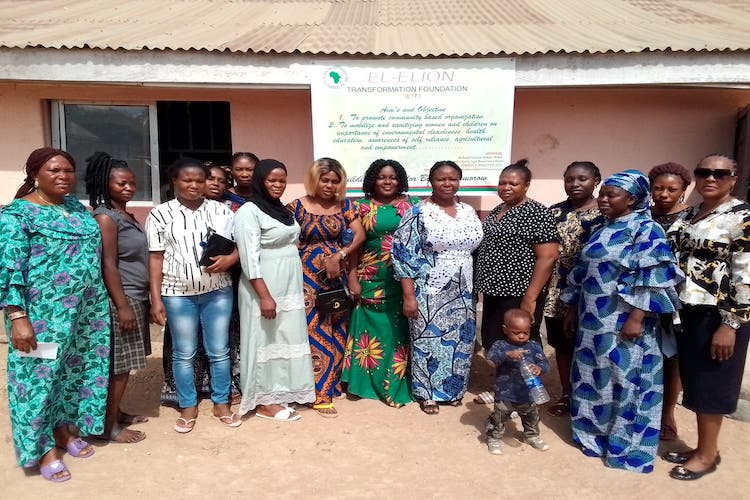 EL-ELION
TRANSFORMATION FOUNDATION
(ETF)
Aim's and Objective
1. To promote community based organization.
2. To mobilize and sanitizing women and children on
importance of environmental cleanliness, health,
education, awareness of self reliance, agricultural
and empowerment.